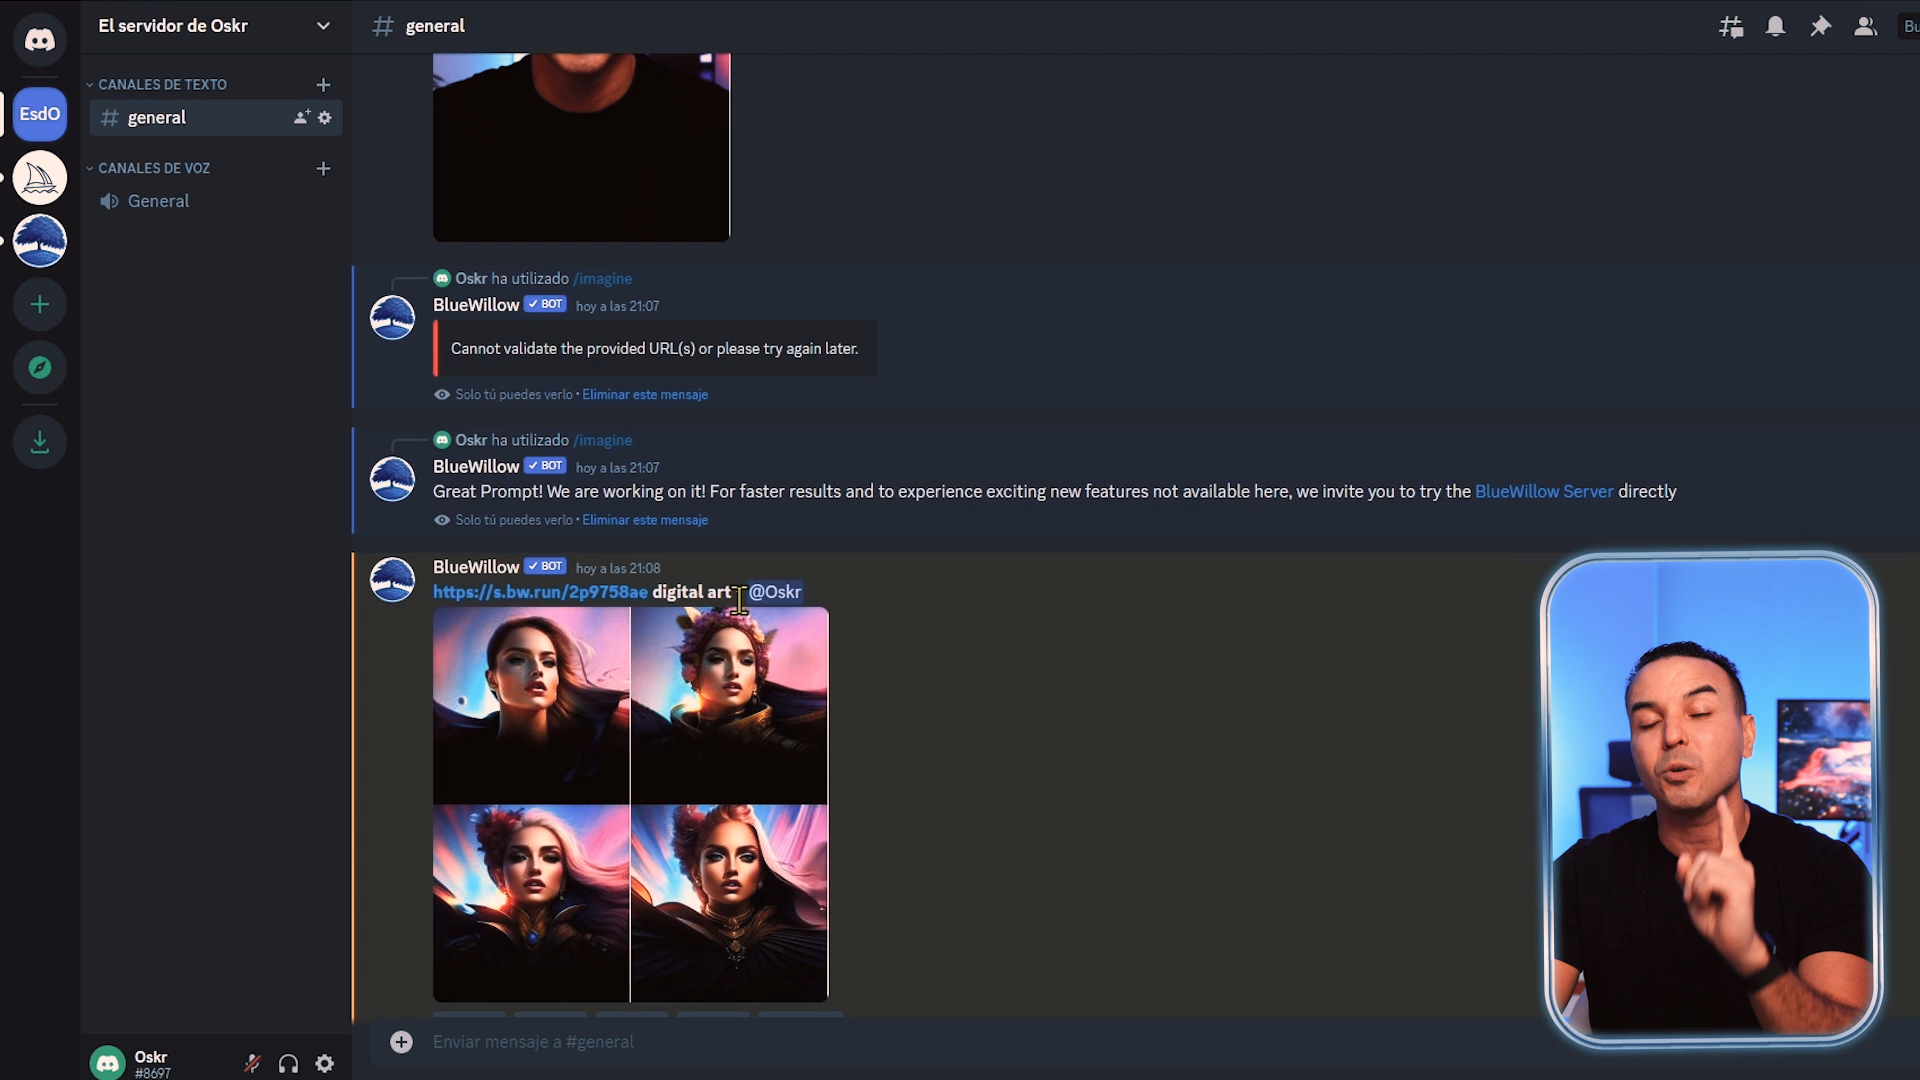 El servidor de Oskr
# general
Bu
CANALES DE TEXTO
EsdO
# general
CANALES DE VOZ
General
Oskr ha utilizado /imagine
BlueWillow ✓ BOT hoy a las 21:07
Cannot validate the provided URL(s) or please try again later.
Solo tú puedes verlo • Eliminar este mensaje
Oskr ha utilizado /imagine
BlueWillow ✓ BOT hoy a las 21:07
Great Prompt! We are working on it! For faster results and to experience exciting new features not available here, we invite you to try the BlueWillow Server directly
Solo tú puedes verlo • Eliminar este mensaje
BlueWillow ✓ BOT hoy a las 21:08
https://s.bw.run/2p9758ae digital art - @Oskr
Enviar mensaje a #general
Oskr
#8697